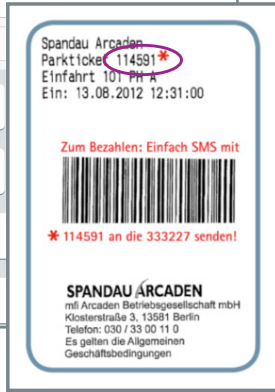 Spandau Arcaden
Parkticket 114591*
Einfahrt 101 PH A
Ein: 13.08.2012 12:31:00
Zum Bezahlen: Einfach SMS mit
* 114591 an die 333227 senden!
SPANDAU ARCADEN
mfi Arcaden Betriebsgesellschaft mbH
Klosterstraße 3, 13581 Berlin
Telefon: 030 / 33 00 11 0
Es gelten die Allgemeinen
Geschäftsbedingungen